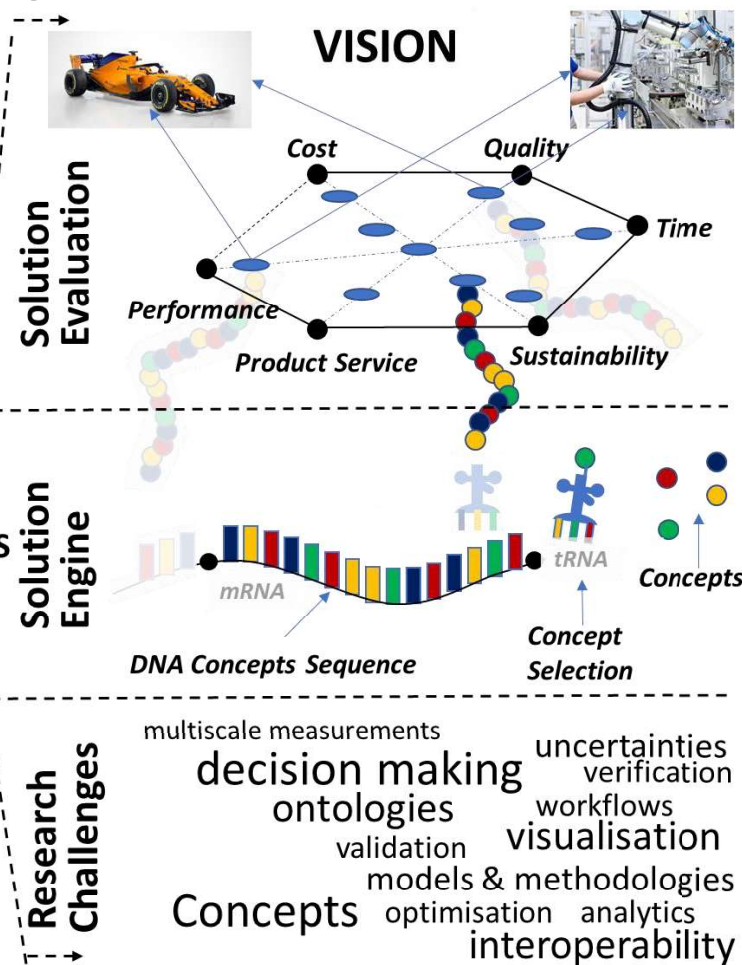 VISION
Solution
Evaluation
Cost
Quality
Time
Performance
Product Service
Sustainability
Solution
Engine
mRNA
tRNA
Concepts
DNA Concepts Sequence
Concept
Selection
Research
Challenges
multiscale measurements
uncertainties
decision making
verification
ontologies
workflows
validation
visualisation
models & methodologies
Concepts
optimisation
analytics
interoperability